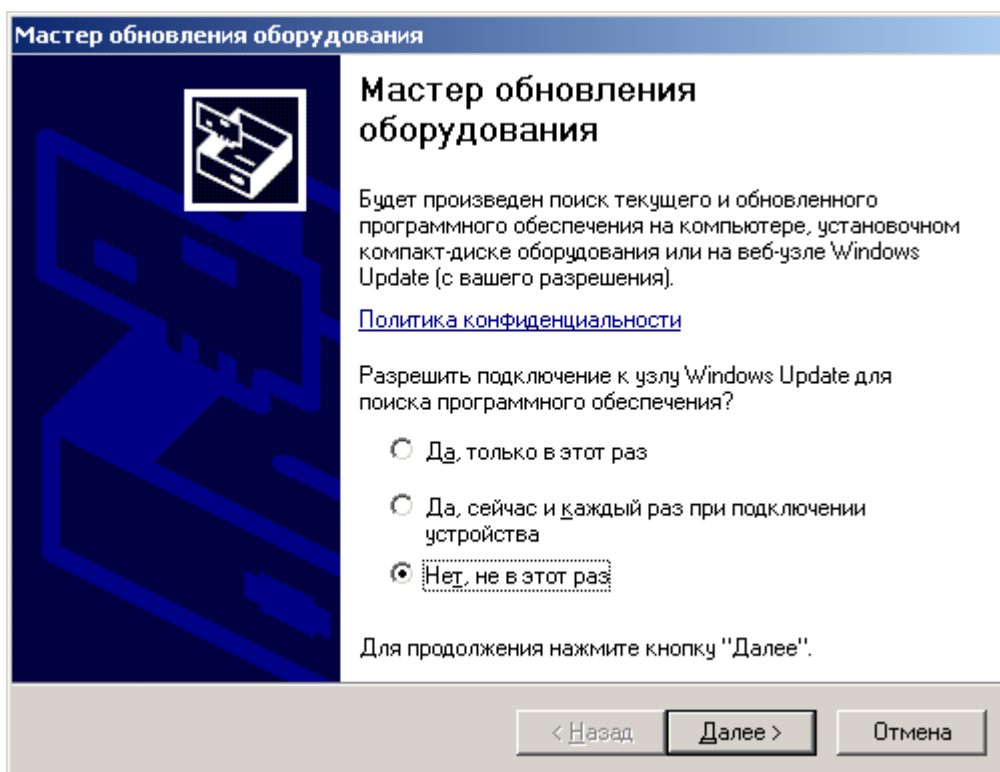 Мастер обновления оборудования
Мастер обновления
оборудования
Будет произведен поиск текущего и обновленного
программного обеспечения на компьютере, установочном
компакт-диске оборудования или на веб-узле Windows
Update (с вашего разрешения).
Политика конфиденциальности
Разрешить подключение к узлу Windows Update для
поиска программного обеспечения?
Да, только в этот раз
Да, сейчас и каждый раз при подключении
устройства
Нет, не в этот раз
Для продолжения нажмите кнопку "Далее".
< Назад
Далее >
Отмена